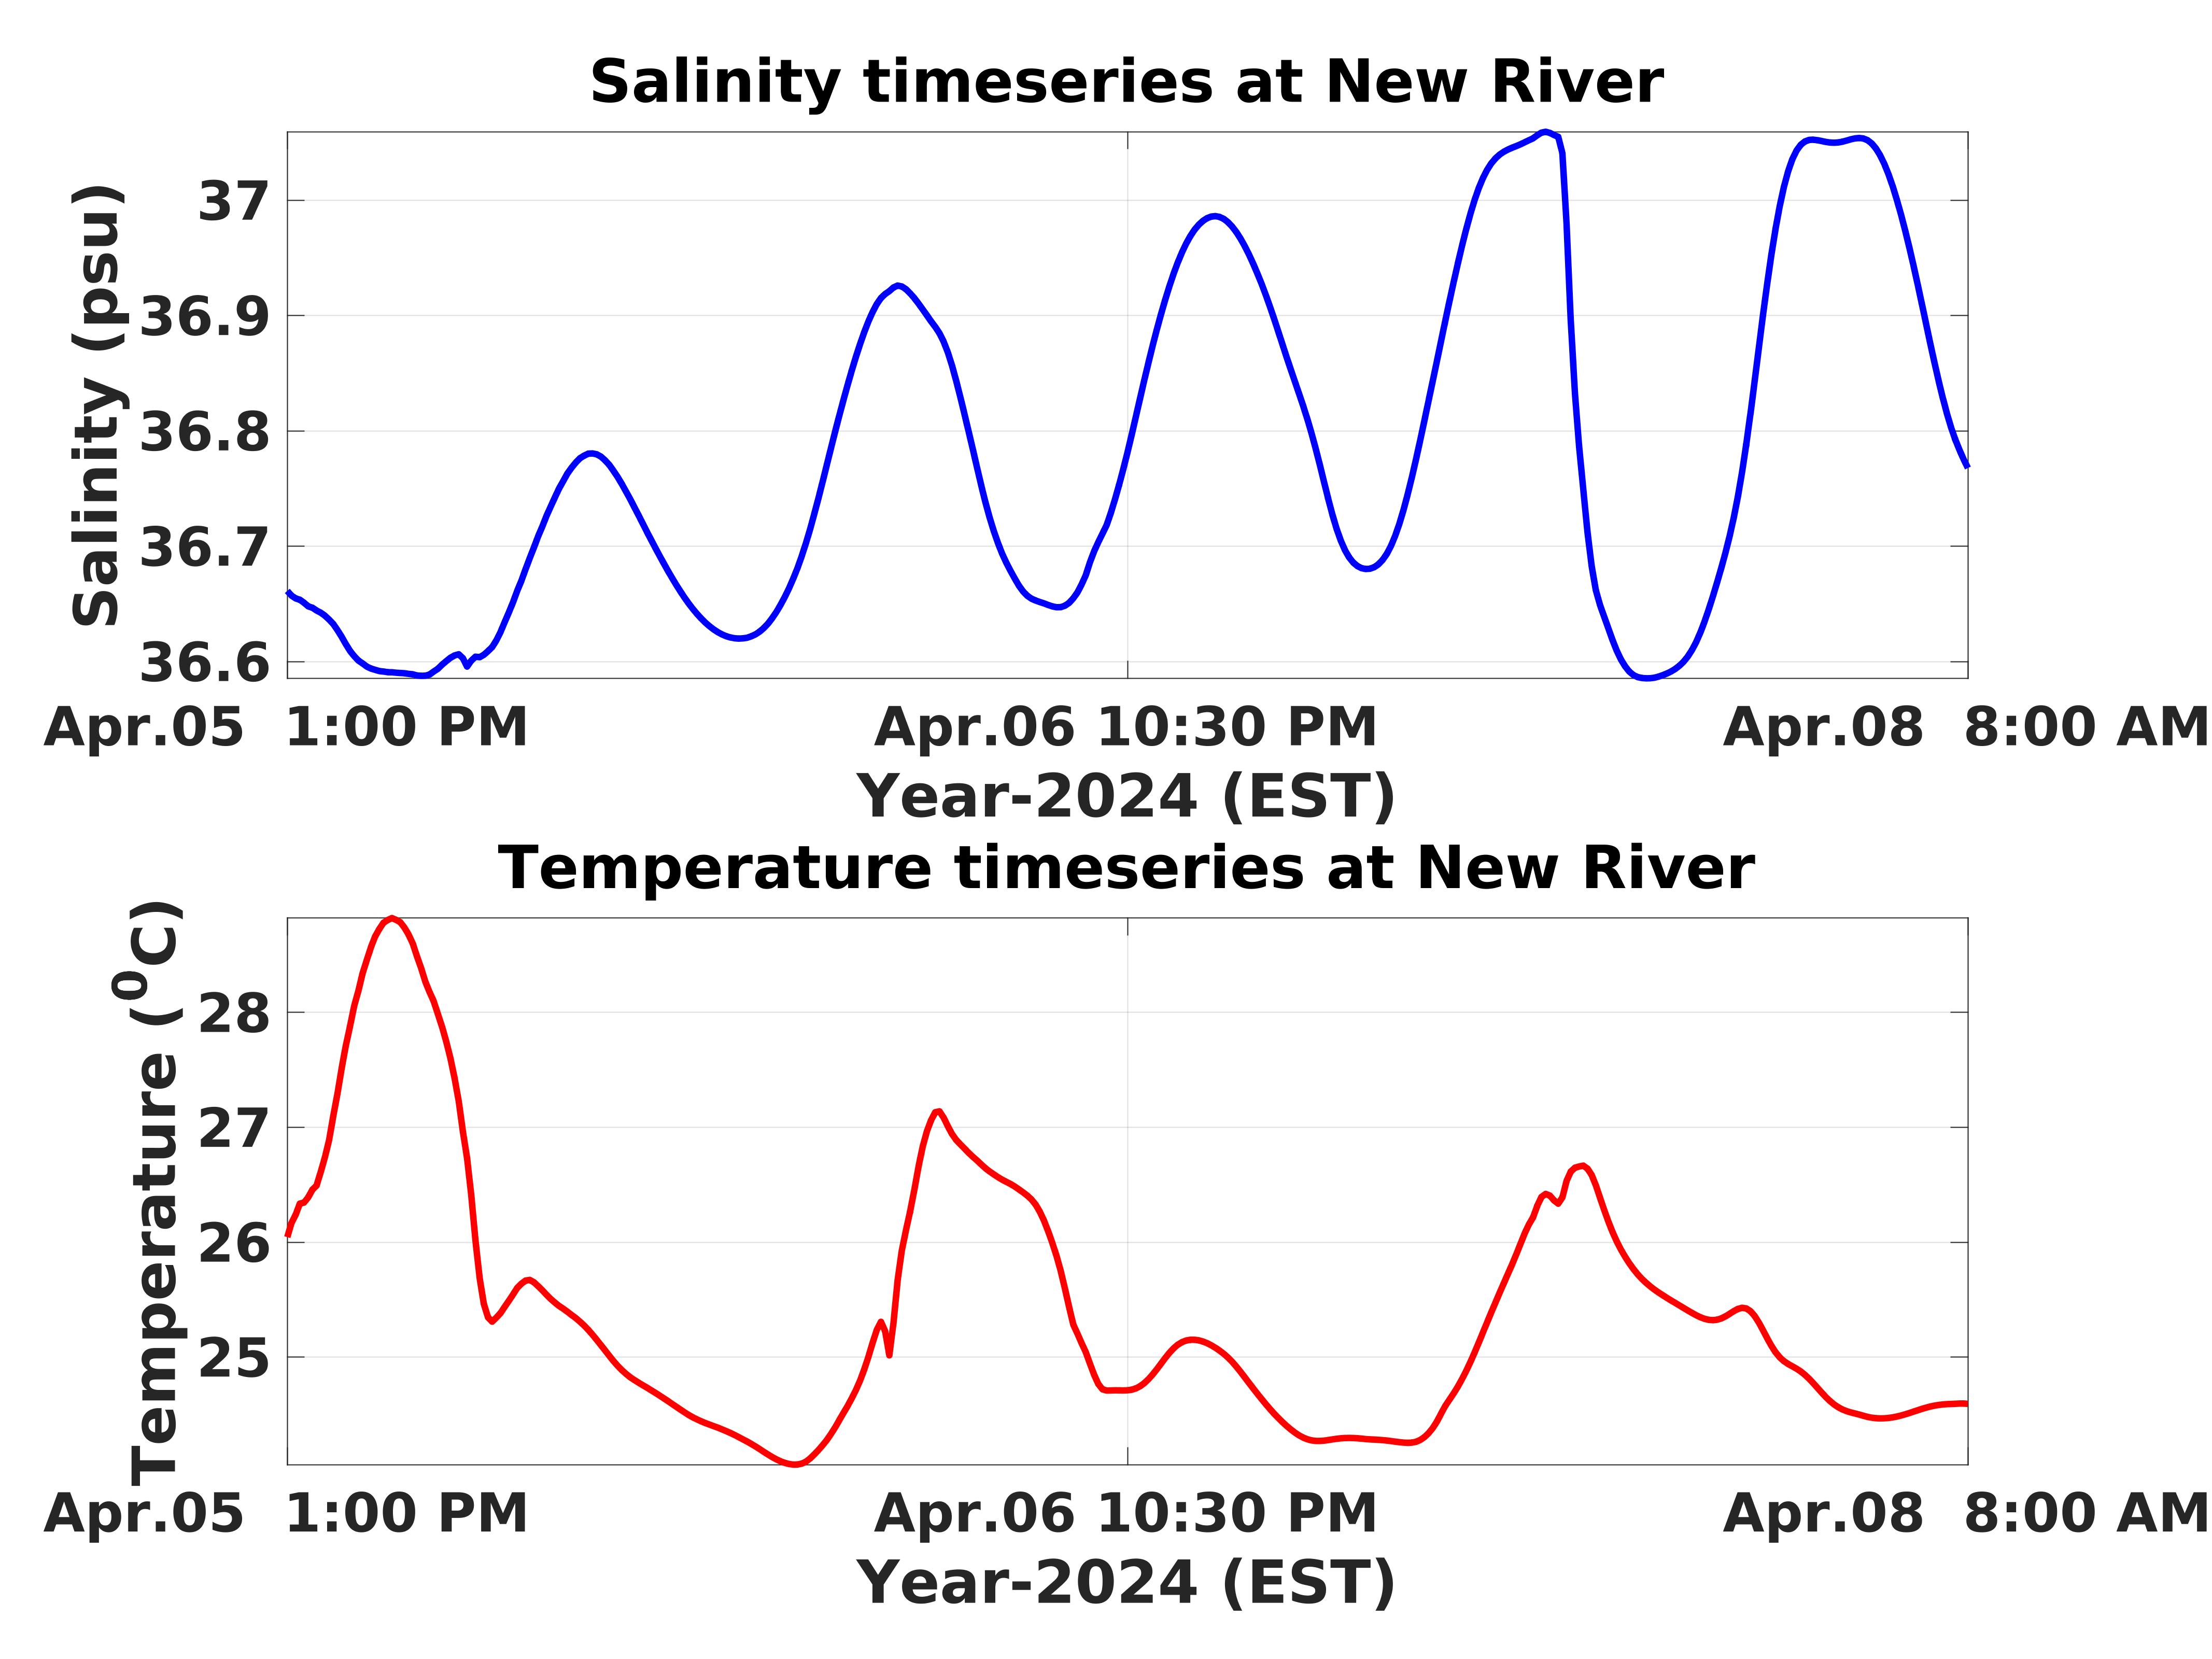 Salinity timeseries at New River
Salinity (psu)
37
36.9
36.8
36.7
36.6
Apr.05  1:00 PM
Apr.06 10:30 PM
Apr.08  8:00 AM
Year-2024 (EST)
Temperature timeseries at New River
Temperature (⁰C)
28
27
26
25
Apr.05  1:00 PM
Apr.06 10:30 PM
Apr.08  8:00 AM
Year-2024 (EST)